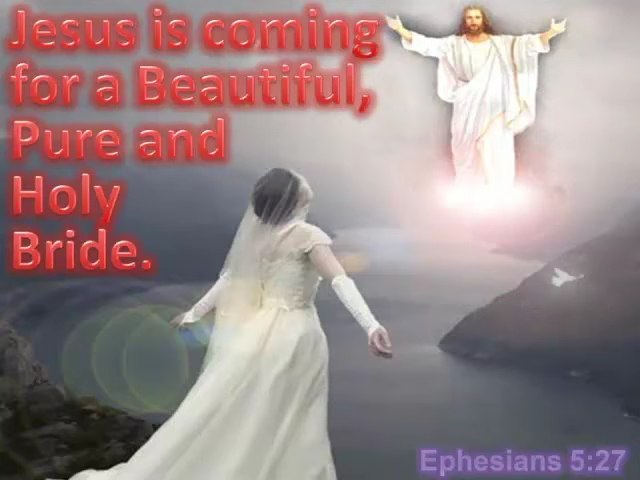 Jesus is coming
for a Beautiful,
Pure and
Holy
Bride.
Ephesians 5:27